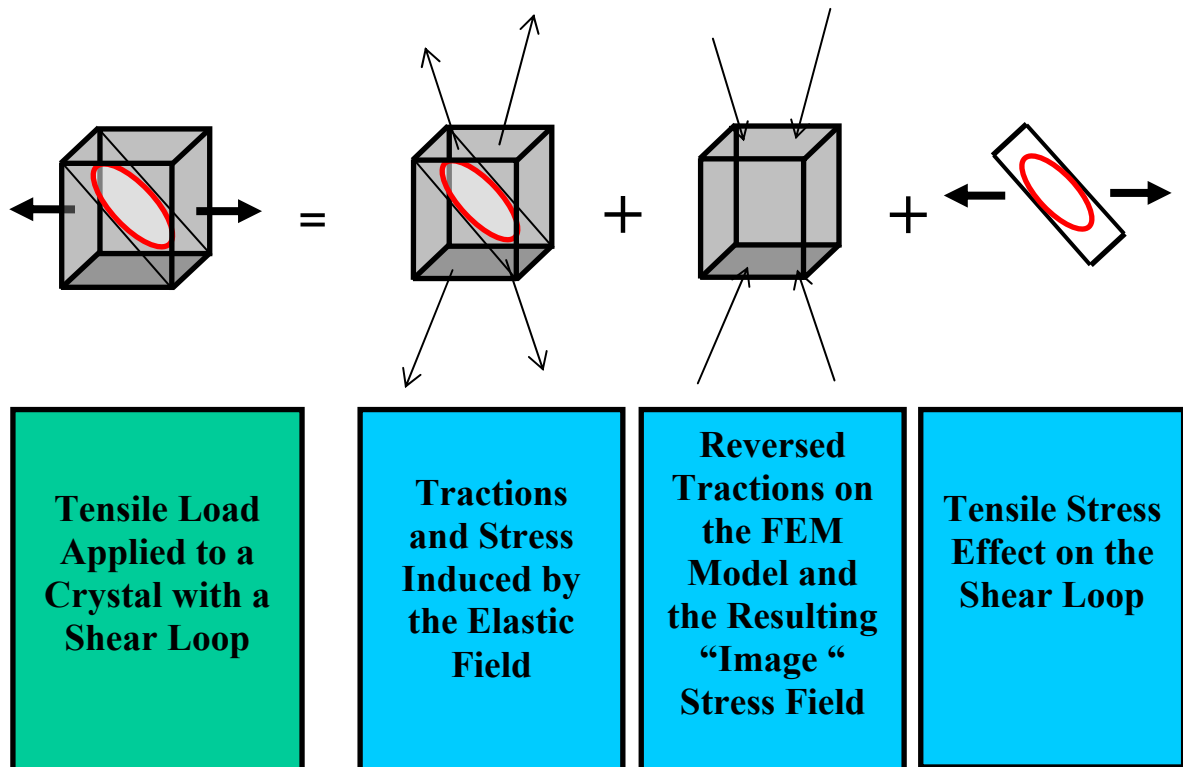 =
+
+
Tensile Load
Applied to a
Crystal with a
Shear Loop
Tractions
and Stress
Induced by
the Elastic
Field
Reversed
Tractions on
the FEM
Model and
the Resulting
“Image “
Stress Field
Tensile Stress
Effect on the
Shear Loop